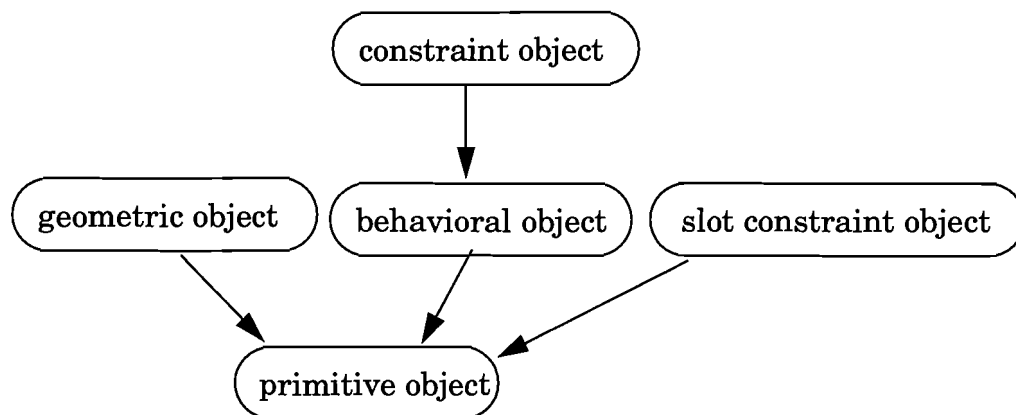 constraint object
geometric object
behavioral object
slot constraint object
primitive object